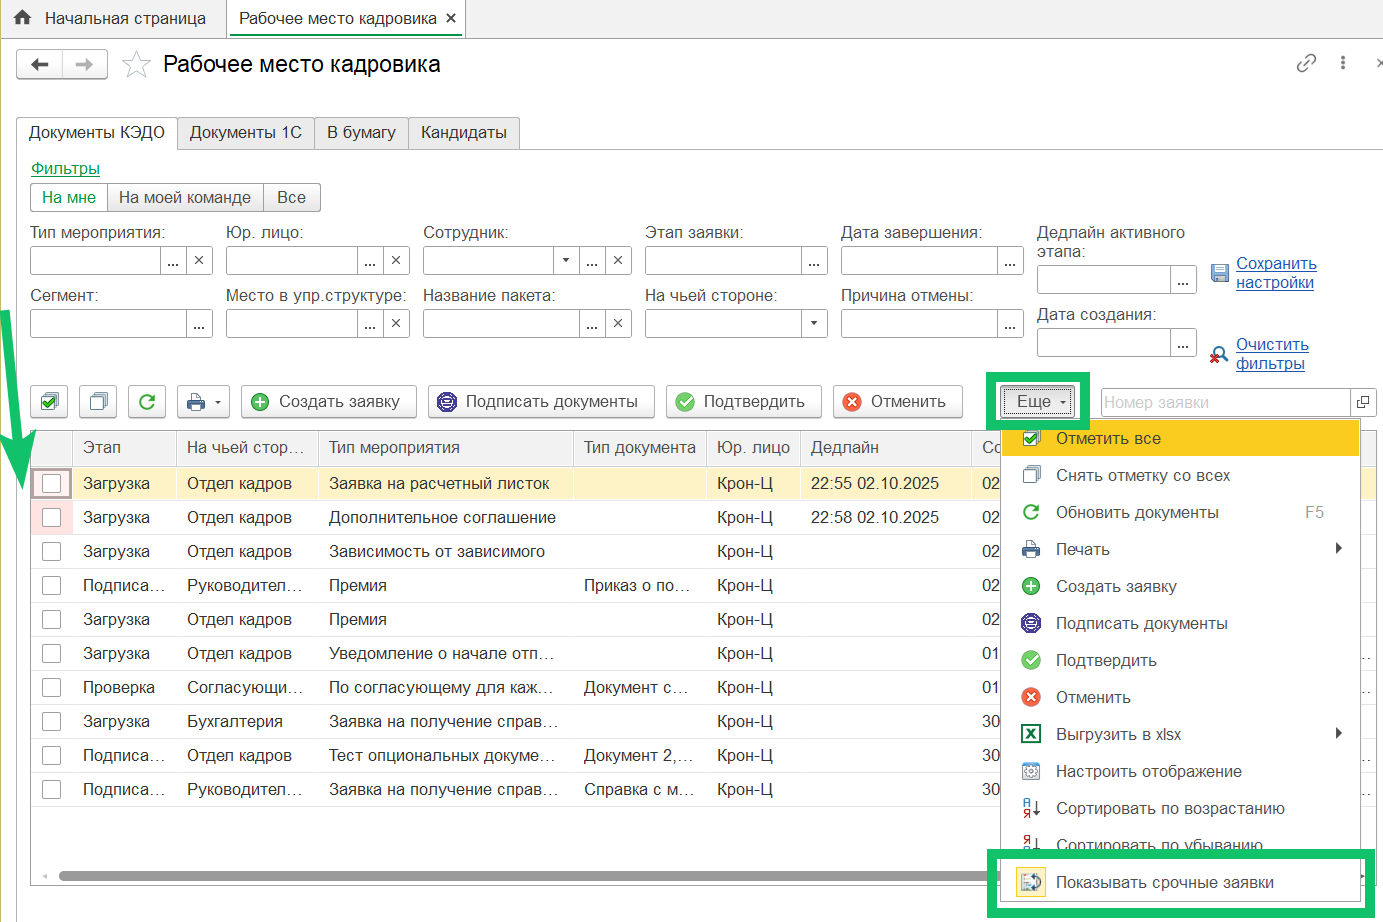 Начальная страница
Рабочее место кадровика
Рабочее место кадровика
Документы КЭДО
Документы 1С
В бумагу
Кандидаты
Фильтры
На мне
На моей команде
Все
Тип мероприятия:
Юр. лицо:
Сотрудник:
Этап заявки:
Дата завершения:
Дедлайн активного
этапа:
Сохранить
настройки
Сегмент:
Место в упр.структуре:
Название пакета:
На чьей стороне:
Причина отмены:
Дата создания:
Очистить
фильтры
Создать заявку
Подписать документы
Подтвердить
Отменить
Еще
Номер заявки
Этап На чьей стор... Тип мероприятия Тип документа Юр. лицо Дедлайн Со
Загрузка Отдел кадров Заявка на расчетный листок Крон-Ц 22:55 02.10.2025 02
Загрузка Отдел кадров Дополнительное соглашение Крон-Ц 22:58 02.10.2025 02
Загрузка Отдел кадров Зависимость от зависимого Крон-Ц 02
Подписа... Руководител... Премия Приказ о по... Крон-Ц 02
Загрузка Отдел кадров Премия Крон-Ц 02
Загрузка Отдел кадров Уведомление о начале отп... Крон-Ц 01
Проверка Согласующи... По согласующему для каж... Документ с... Крон-Ц 01
Загрузка Бухгалтерия Заявка на получение справ... Крон-Ц 30
Подписа... Отдел кадров Тест опциональных докуме... Документ 2,... Крон-Ц 30
Подписа... Руководител... Заявка на получение справ... Справка с м... Крон-Ц 30
Отметить все
Снять отметку со всех
Обновить документы F5
Печать
Создать заявку
Подписать документы
Подтвердить
Отменить
Выгрузить в xlsx
Настроить отображение
Сортировать по возрастанию
Сортировать по убыванию
Показывать срочные заявки